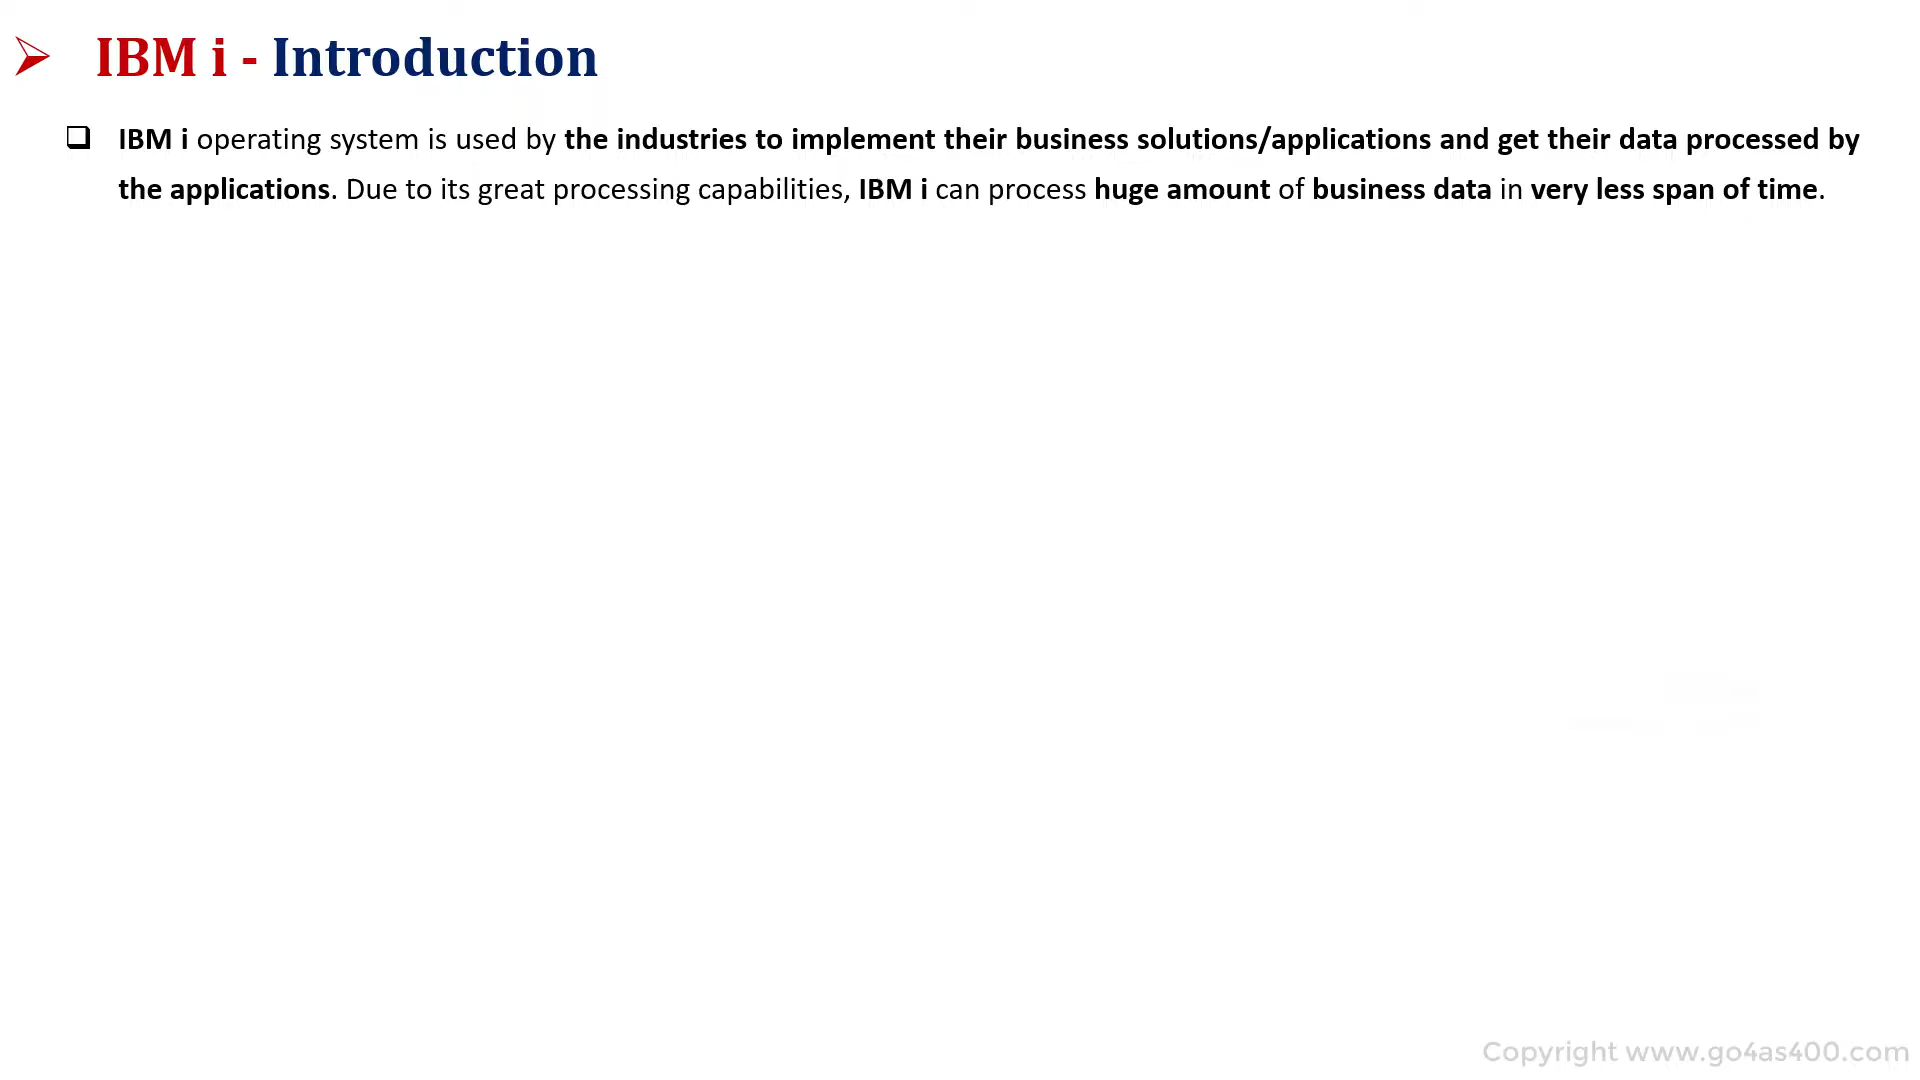 IBM i - Introduction
IBM i operating system is used by the industries to implement their business solutions/applications and get their data processed by
the applications. Due to its great processing capabilities, IBM i can process huge amount of business data in very less span of time.
Copyright www.go4as400.com